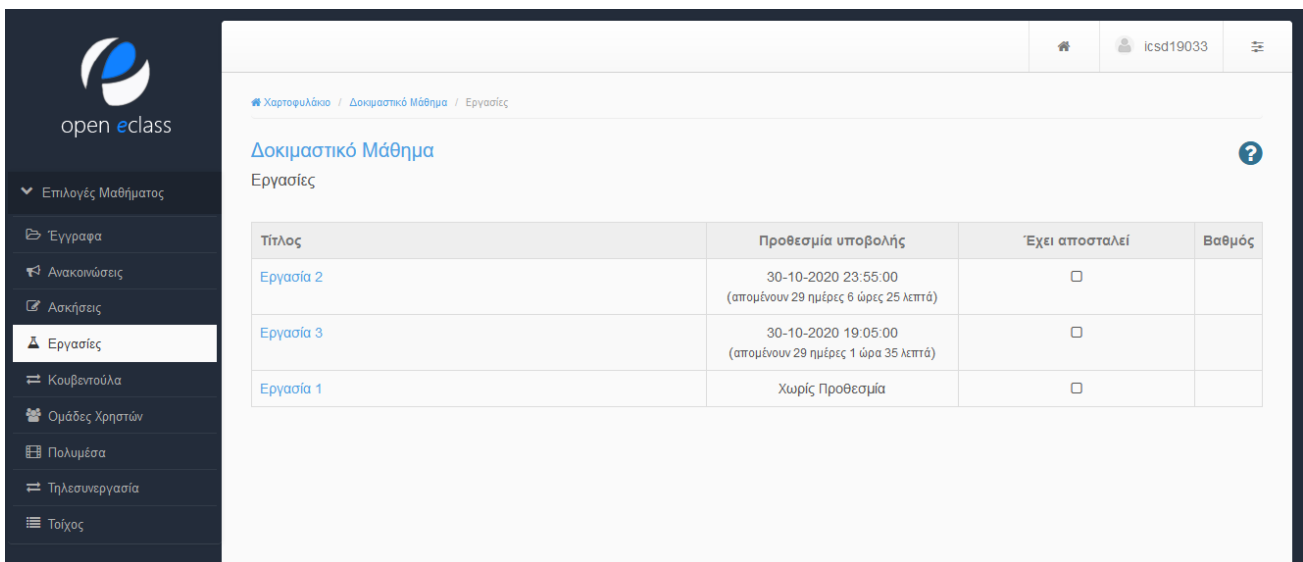 open eclass
Επιλογές Μαθήματος
Έγγραφα
Ανακοινώσεις
Ασκήσεις
Εργασίες
Κουβεντούλα
Ομάδες Χρηστών
Πολυμέσα
Τηλεσυνεργασία
Τοίχος
icsd19033
Χαρτοφυλάκιο / Δοκιμαστικό Μάθημα / Εργασίες
Δοκιμαστικό Μάθημα
?
Εργασίες
Τίτλος Προθεσμία υποβολής Έχει αποσταλεί Βαθμός
Εργασία 2 30-10-2020 23:55:00
(απομένουν 29 ημέρες 6 ώρες 25 λεπτά)
Εργασία 3 30-10-2020 19:05:00
(απομένουν 29 ημέρες 1 ώρα 35 λεπτά)
Εργασία 1 Χωρίς Προθεσμία